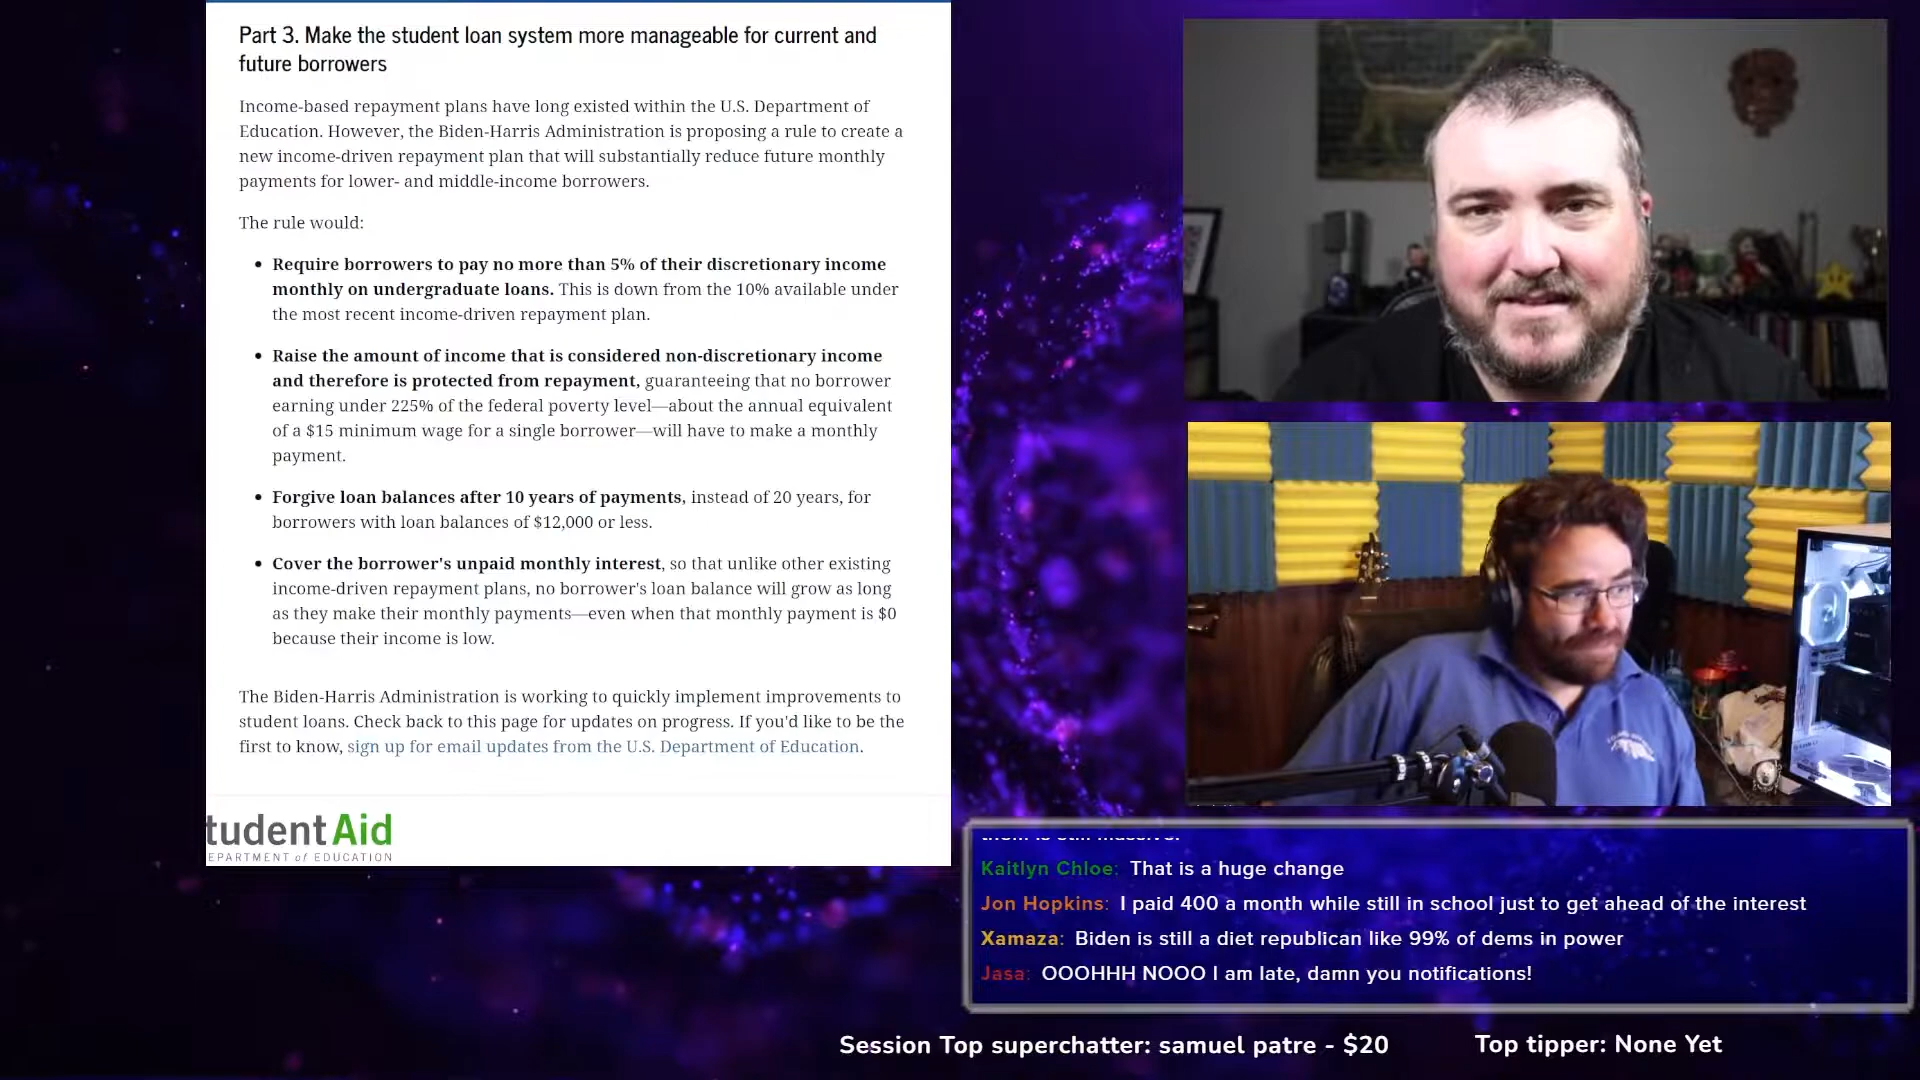 Part 3. Make the student loan system more manageable for current and
future borrowers
Income-based repayment plans have long existed within the U.S. Department of
Education. However, the Biden-Harris Administration is proposing a rule to create a
new income-driven repayment plan that will substantially reduce future monthly
payments for lower- and middle-income borrowers.
The rule would:
• Require borrowers to pay no more than 5% of their discretionary income
monthly on undergraduate loans. This is down from the 10% available under
the most recent income-driven repayment plan.
• Raise the amount of income that is considered non-discretionary income
and therefore is protected from repayment, guaranteeing that no borrower
earning under 225% of the federal poverty level—about the annual equivalent
of a $15 minimum wage for a single borrower—will have to make a monthly
payment.
• Forgive loan balances after 10 years of payments, instead of 20 years, for
borrowers with loan balances of $12,000 or less.
• Cover the borrower's unpaid monthly interest, so that unlike other existing
income-driven repayment plans, no borrower's loan balance will grow as long
as they make their monthly payments—even when that monthly payment is $0
because their income is low.
The Biden-Harris Administration is working to quickly implement improvements to
student loans. Check back to this page for updates on progress. If you'd like to be the
first to know, sign up for email updates from the U.S. Department of Education.
tudentAid
EPARTMENT of EDUCATION
Kaitlyn Chloe: That is a huge change
Jon Hopkins: I paid 400 a month while still in school just to get ahead of the interest
Xamaza: Biden is still a diet republican like 99% of dems in power
Jasa: OOOHHH NOOO I am late, damn you notifications!
Session Top superchatter: samuel patre - $20
Top tipper: None Yet